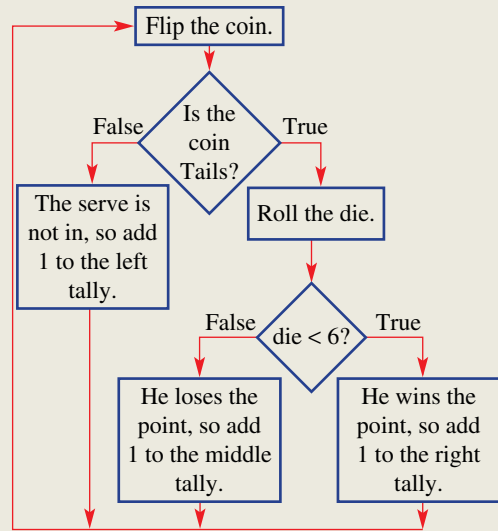 Flip the coin.
Is the
coin
Tails?
False
True
The serve is
not in, so add
1 to the left
tally.
Roll the die.
die < 6?
False
True
He loses the
point, so add
1 to the middle
tally.
He wins the
point, so add
1 to the right
tally.